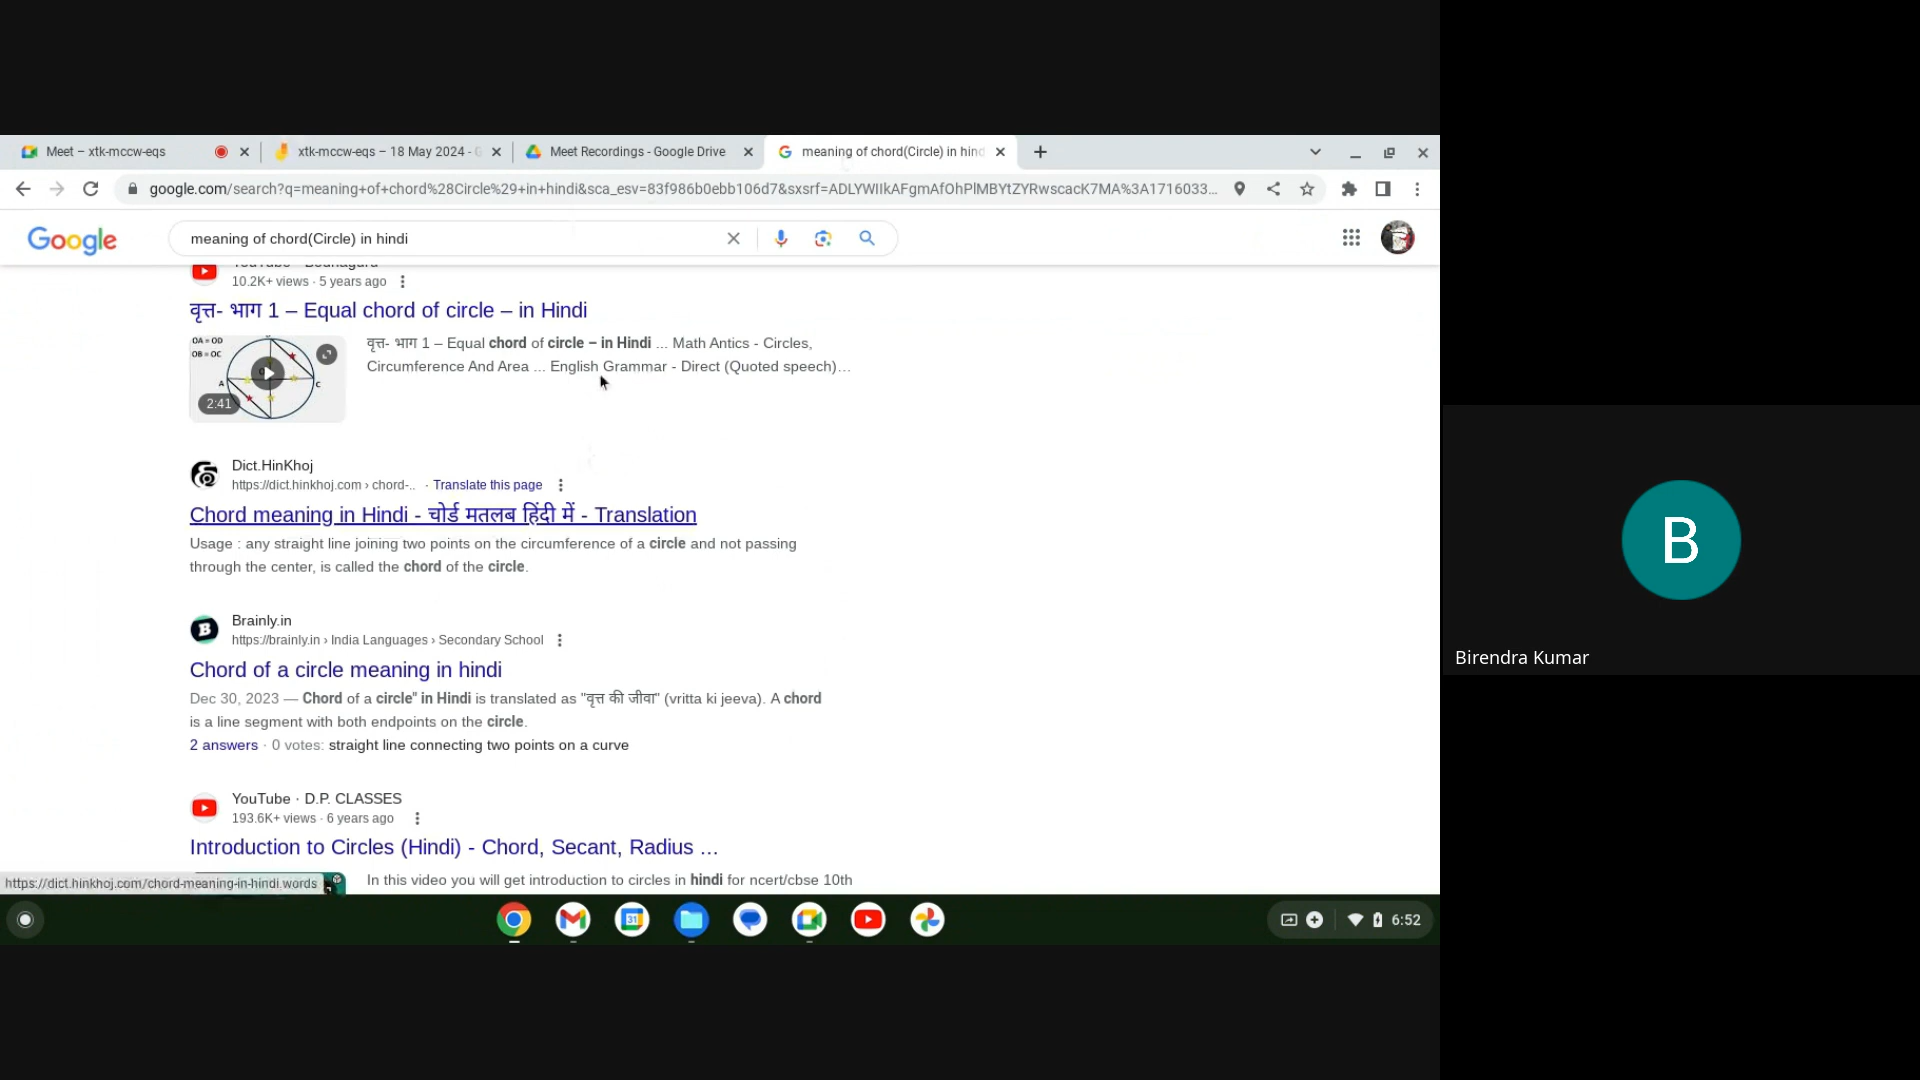 Meet – xtk-mccw-eqs
xtk-mccw-eqs – 18 May 2024 - G
Meet Recordings - Google Drive
meaning of chord(Circle) in hind
google.com/search?q=meaning+of+chord%28Circle%29+in+hindi&sca_esv=83f986b0ebb106d7&sxsrf=ADLYWIIkAFgmAfOhPlMBYtZYRwscacK7MA%3A1716033...
Google
meaning of chord(Circle) in hindi
10.2K+ views · 5 years ago
वृत्त- भाग 1 – Equal chord of circle – in Hindi
OA = OD
OB = OC
A
C
2:41
वृत्त- भाग 1 – Equal chord of circle – in Hindi ... Math Antics - Circles,
Circumference And Area ... English Grammar - Direct (Quoted speech)...
Dict.HinKhoj
https://dict.hinkhoj.com › chord-.. · Translate this page
Chord meaning in Hindi - चोर्ड मतलब हिंदी में - Translation
Usage : any straight line joining two points on the circumference of a circle and not passing
through the center, is called the chord of the circle.
B
Brainly.in
https://brainly.in › India Languages › Secondary School
Chord of a circle meaning in hindi
Dec 30, 2023 — Chord of a circle" in Hindi is translated as "वृत्त की जीवा" (vritta ki jeeva). A chord
is a line segment with both endpoints on the circle.
2 answers · 0 votes: straight line connecting two points on a curve
YouTube · D.P. CLASSES
193.6K+ views · 6 years ago
Introduction to Circles (Hindi) - Chord, Secant, Radius ...
In this video you will get introduction to circles in hindi for ncert/cbse 10th
https://dict.hinkhoj.com/chord-meaning-in-hindi.words
31
6:52
B
Birendra Kumar